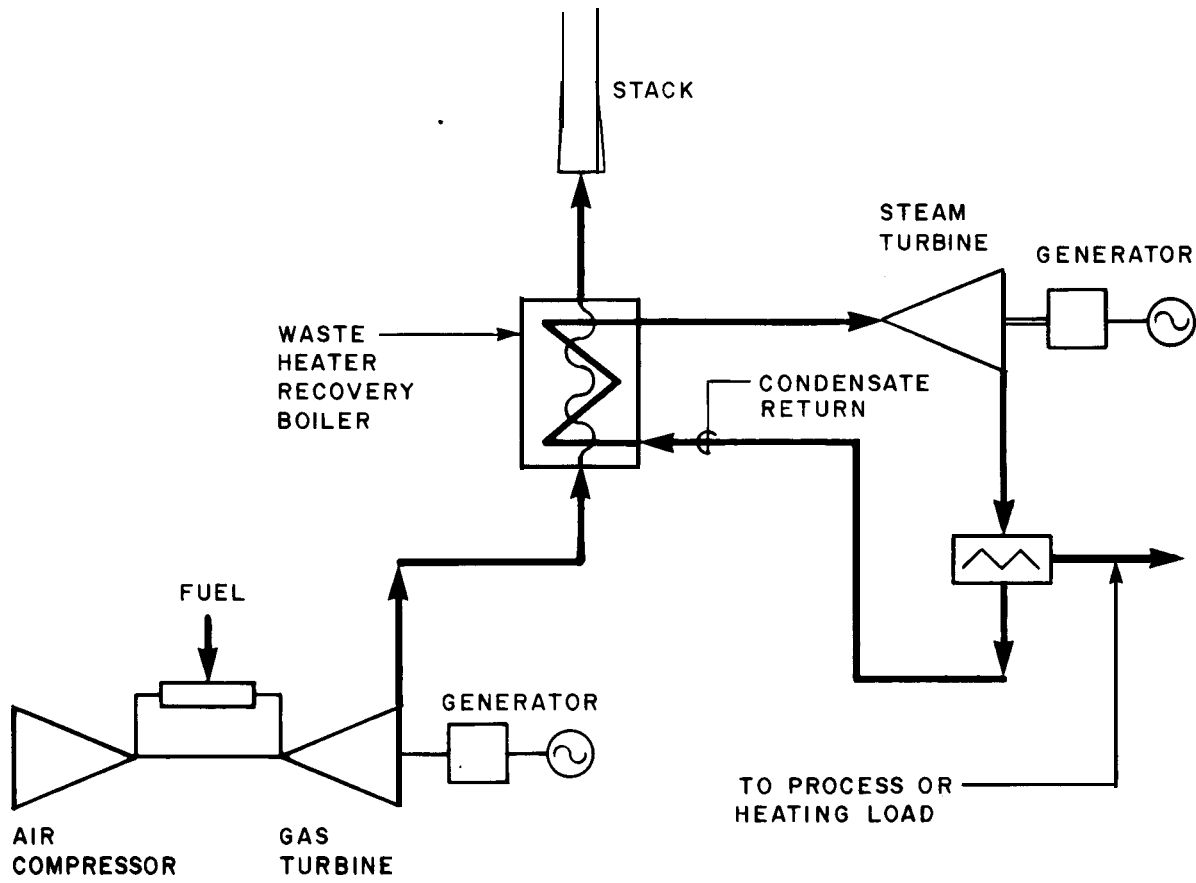 STACK
STEAM
TURBINE
GENERATOR
WASTE
HEATER
RECOVERY
BOILER
CONDENSATE
RETURN
FUEL
GENERATOR
TO PROCESS OR
HEATING LOAD
AIR
COMPRESSOR
GAS
TURBINE